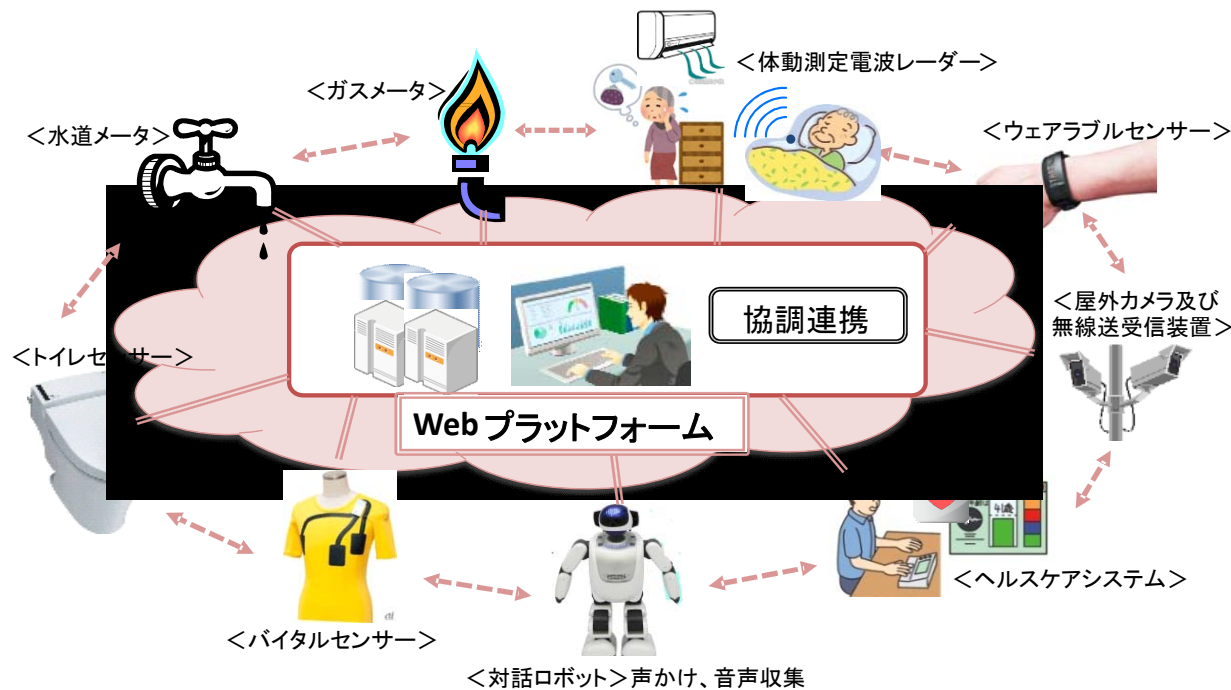 ＜体動測定電波レーダー＞
＜ガスメータ＞
＜水道メータ＞
＜ウェアラブルセンサー＞
＜屋外カメラ及び
無線送受信装置＞
協調連携
＜トイレセンサー＞
Web プラットフォーム
＜ヘルスケアシステム＞
＜バイタルセンサー＞
＜対話ロボット＞声かけ、音声収集